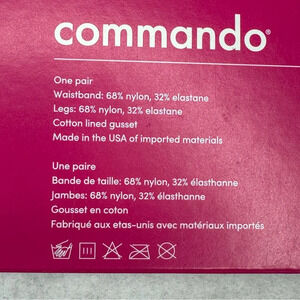 commando®
One pair
Waistband: 68% nylon, 32% elastane
Legs: 68% nylon, 32% elastane
Cotton lined gusset
Made in the USA of imported materials
Une paire
Bande de taille: 68% nylon, 32% élasthanne
Jambes: 68% nylon, 32% élasthanne
Gousset en coton
Fabriqué aux etas-unis avec matériaux importés